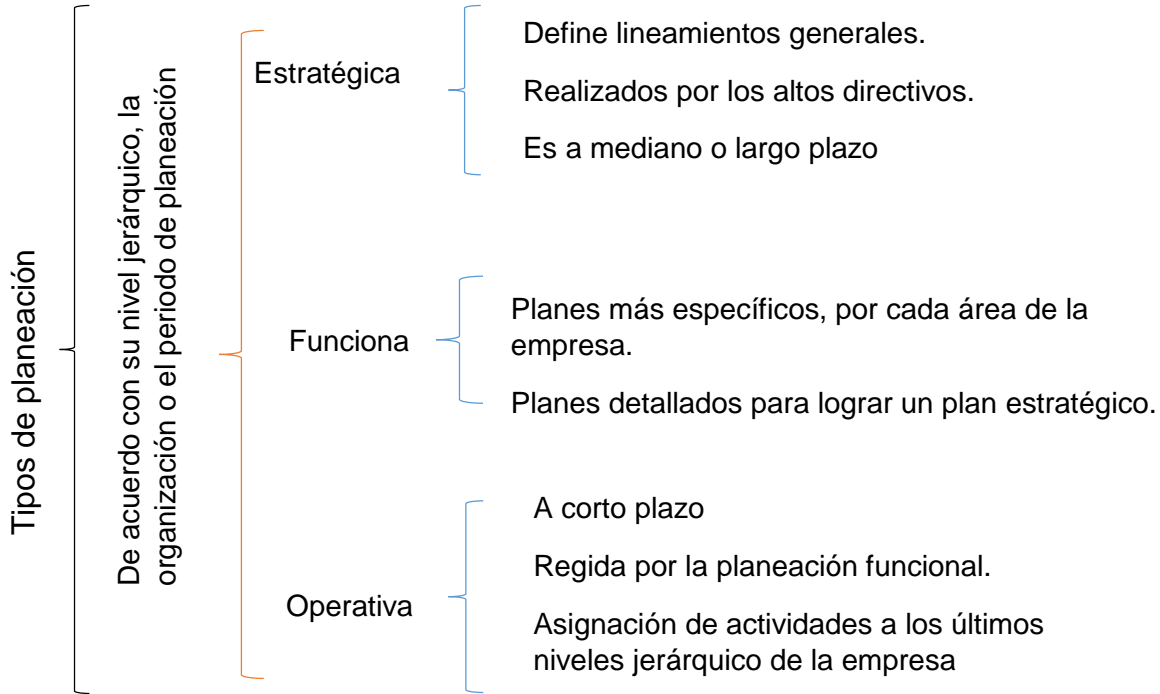 Tipos de planeación
De acuerdo con su nivel jerárquico, la
organización o el periodo de planeación
Estratégica
Define lineamientos generales.
Realizados por los altos directivos.
Es a mediano o largo plazo
Funciona
Planes más específicos, por cada área de la
empresa.
Planes detallados para lograr un plan estratégico.
Operativa
A corto plazo
Regida por la planeación funcional.
Asignación de actividades a los últimos
niveles jerárquico de la empresa